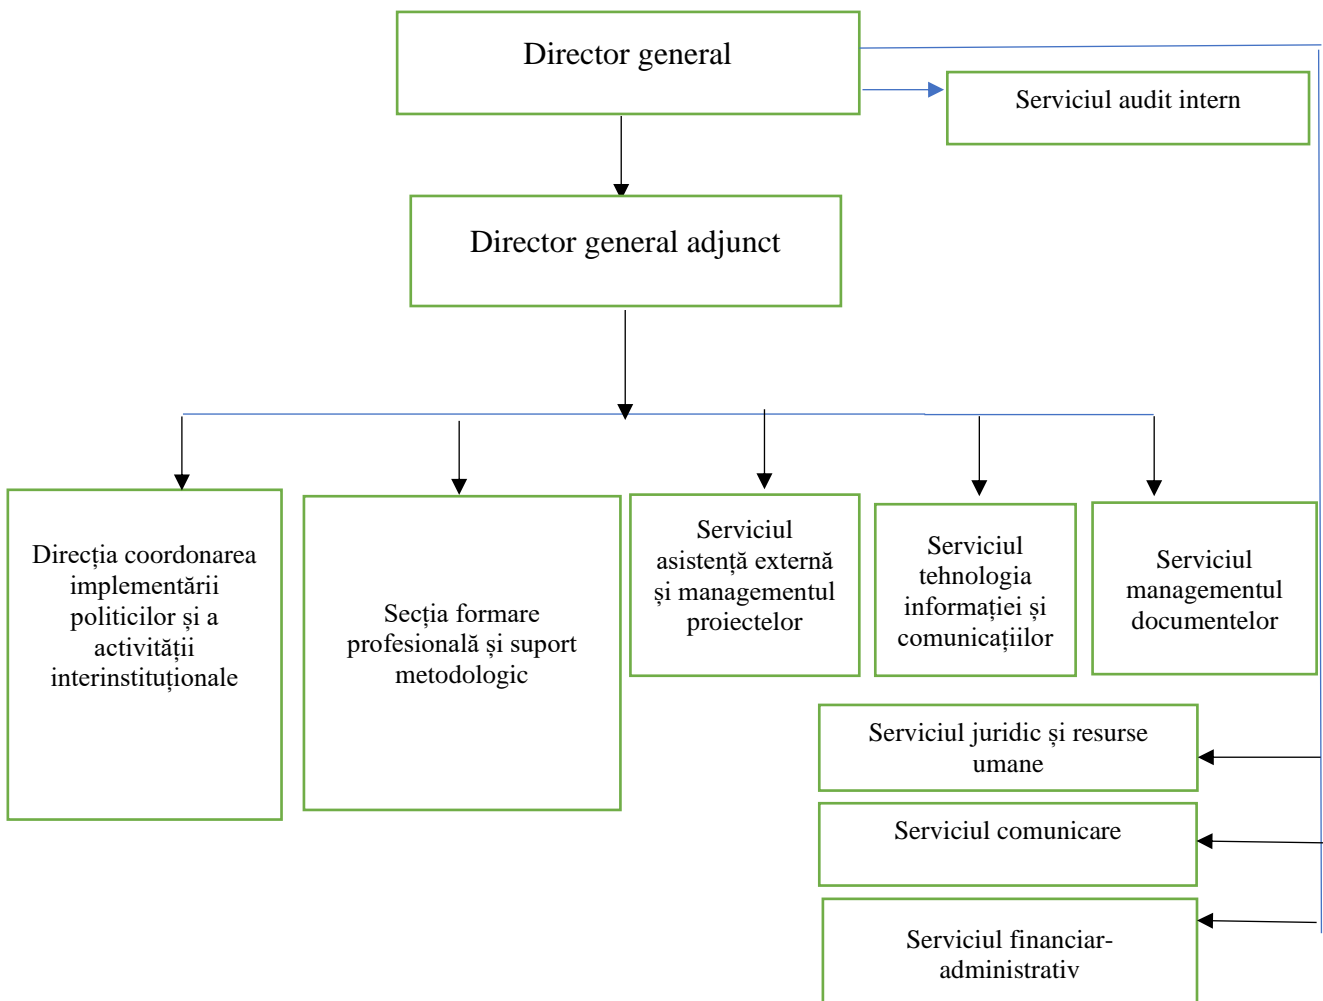 Director general
Serviciul audit intern
Director general adjunct
Direcția coordonarea
implementării
politicilor și a
activității
interinstituționale
Secția formare
profesională și suport
metodologic
Serviciul
asistență externă
și managementul
proiectelor
Serviciul
tehnologia
informației și
comunicațiilor
Serviciul
managementul
documentelor
Serviciul juridic și resurse
umane
Serviciul comunicare
Serviciul financiar-
administrativ